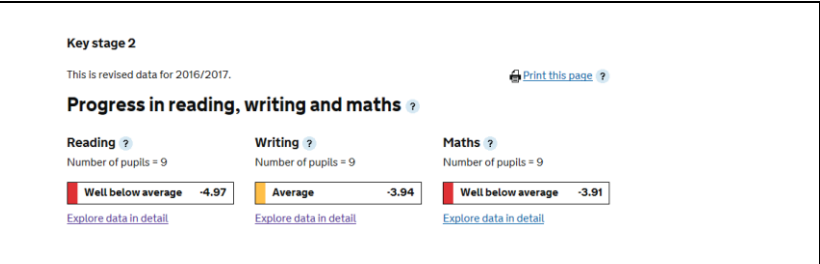 Key stage 2
This is revised data for 2016/2017.
Print this page ?
Progress in reading, writing and maths ?
Reading ? Writing ? Maths ?
Number of pupils = 9 Number of pupils = 9 Number of pupils = 9
Well below average -4.97 Average -3.94 Well below average -3.91
Explore data in detail Explore data in detail Explore data in detail